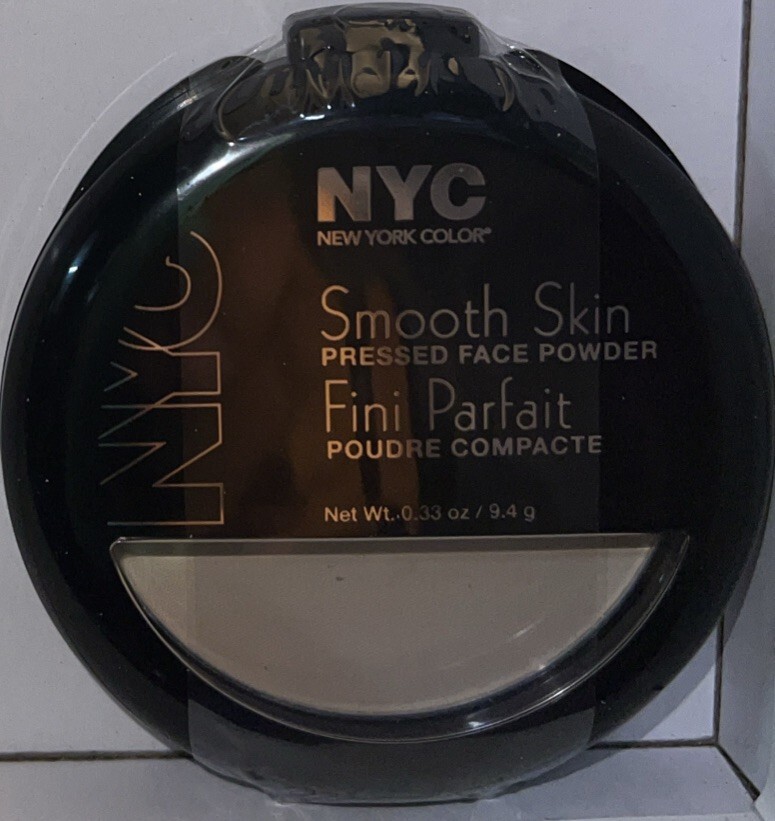 NYC
NEW YORK COLOR®
NYC
Smooth Skin
PRESSED FACE POWDER
Fini Parfait
POUDRE COMPACTE
Net Wt. 0.33 oz / 9.4 g